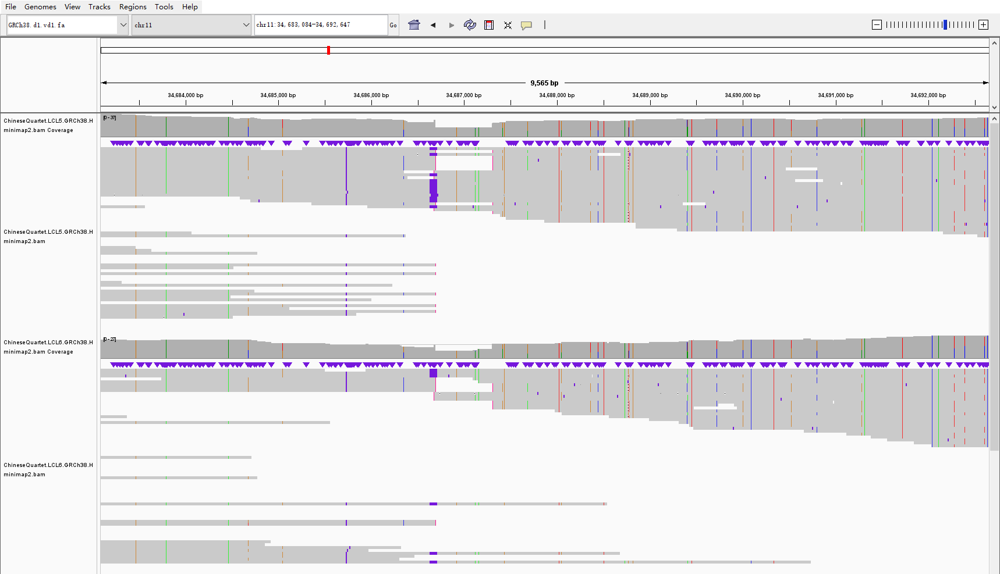 File Genomes View Tracks Regions Tools Help
GRCh38.d1.vd1.fa chr11 chr11:34,683,084-34,692,647 Go
9,565 bp
34,684,000 bp 34,685,000 bp 34,686,000 bp 34,687,000 bp 34,688,000 bp 34,689,000 bp 34,690,000 bp 34,691,000 bp 34,692,000 bp
ChineseQuartet.LCL5.GRCh38.H
minimap2.bam Coverage
[0 - 37]
ChineseQuartet.LCL5.GRCh38.H
minimap2.bam
ChineseQuartet.LCL6.GRCh38.H
minimap2.bam Coverage
[0 - 27]
ChineseQuartet.LCL6.GRCh38.H
minimap2.bam